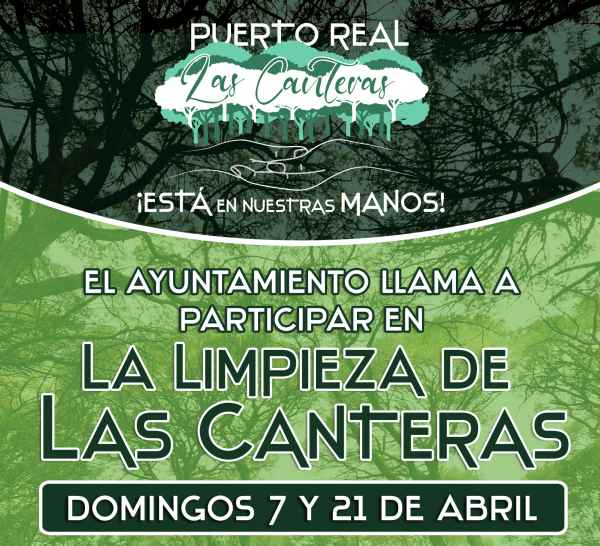 PUERTO REAL
Las Canteras
¡ESTÁ EN NUESTRAS MANOS!
EL AYUNTAMIENTO LLAMA A
PARTICIPAR EN
LA LIMPIEZA DE
LAS CANTERAS
DOMINGOS 7 Y 21 DE ABRIL